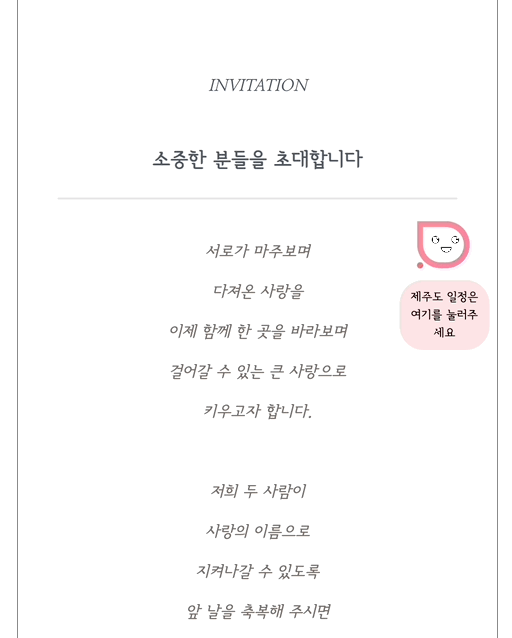 INVITATION
소중한 분들을 초대합니다
서로가 마주보며
다져온 사랑을
이제 함께 한 곳을 바라보며
걸어갈 수 있는 큰 사랑으로
키우고자 합니다.
저희 두 사람이
사랑의 이름으로
지켜나갈 수 있도록
앞 날을 축복해 주시면
제주도 일정은
여기를 눌러주
세요